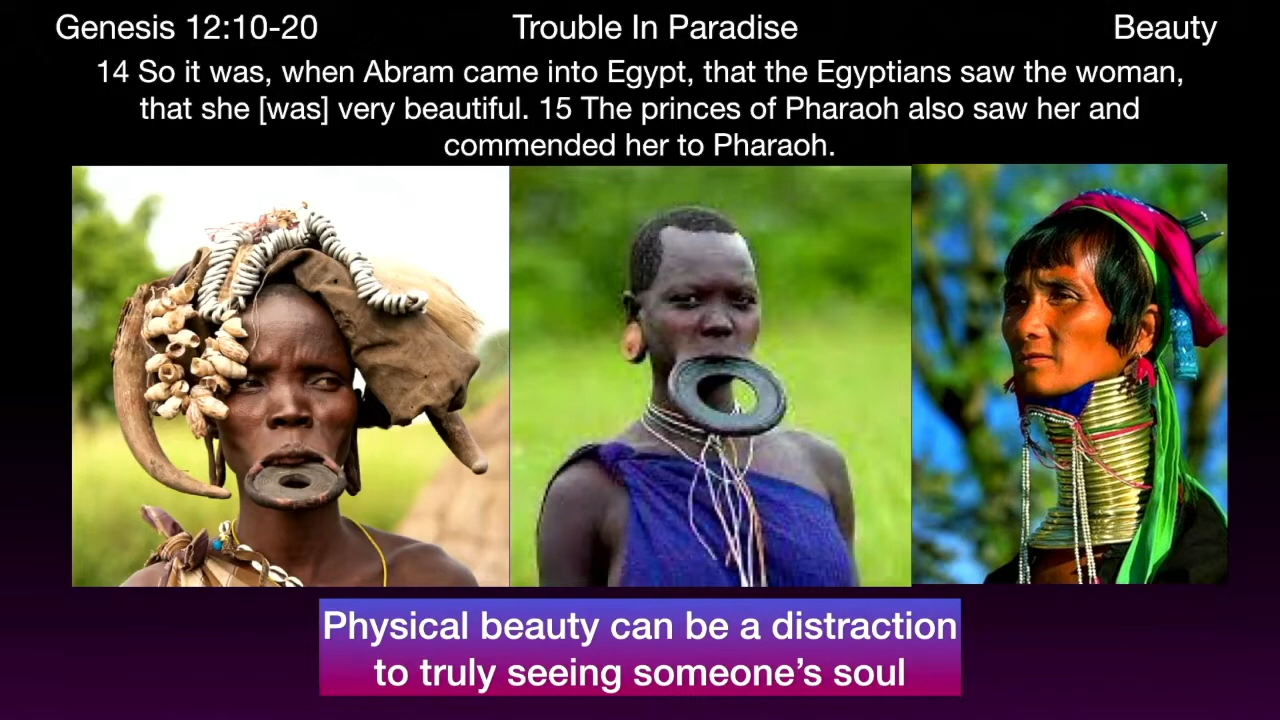 Genesis 12:10-20 Trouble In Paradise Beauty
14 So it was, when Abram came into Egypt, that the Egyptians saw the woman,
that she [was] very beautiful. 15 The princes of Pharaoh also saw her and
commended her to Pharaoh.
Physical beauty can be a distraction
to truly seeing someone’s soul